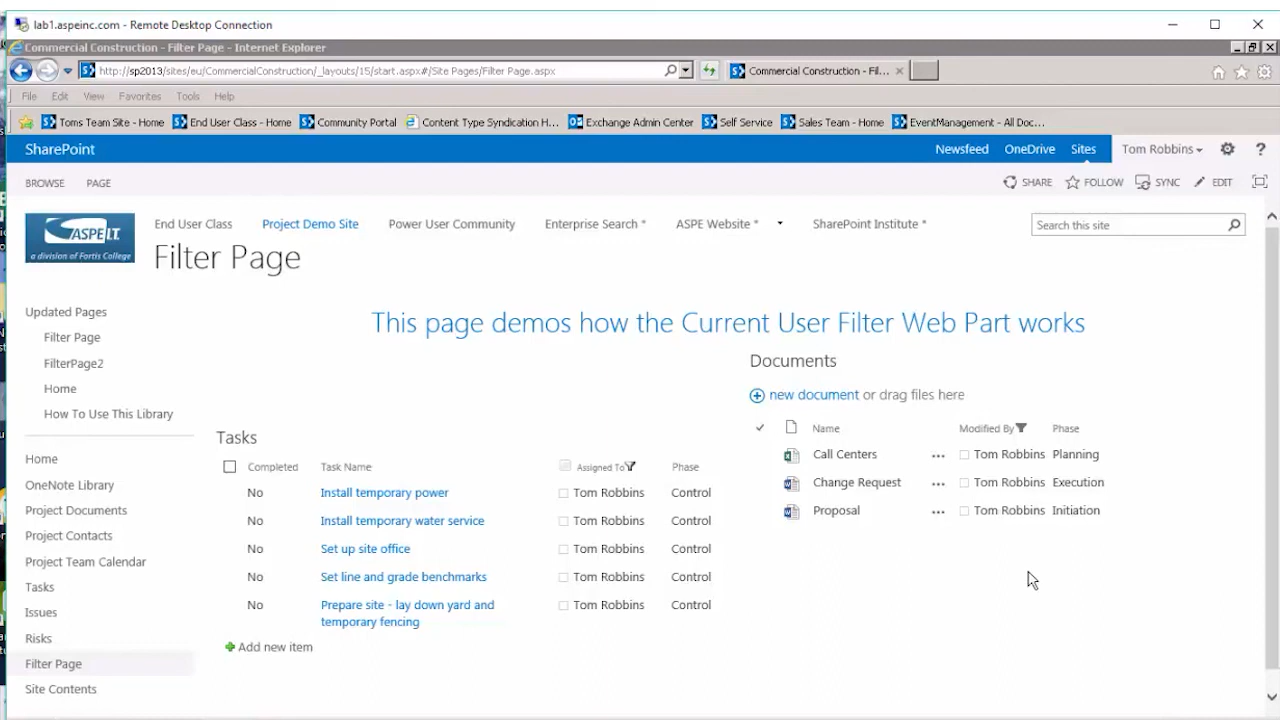 lab1.aspeinc.com - Remote Desktop Connection
Commercial Construction - Filter Page - Internet Explorer
http://sp2013/sites/eu/CommercialConstruction/_layouts/15/start.aspx#/Site Pages/Filter Page.aspx
Commercial Construction - Fil...
File Edit View Favorites Tools Help
Toms Team Site - Home End User Class - Home Community Portal Content Type Syndication H... Exchange Admin Center Self Service Sales Team - Home EventManagement - All Doc...
SharePoint Newsfeed OneDrive Sites Tom Robbins ?
BROWSE PAGE SHARE FOLLOW SYNC EDIT
ASPE I.T.
a division of Fortis College
End User Class Project Demo Site Power User Community Enterprise Search * ASPE Website * SharePoint Institute * Search this site
Filter Page
Updated Pages
Filter Page
FilterPage2
Home
How To Use This Library
Home
OneNote Library
Project Documents
Project Contacts
Project Team Calendar
Tasks
Issues
Risks
Filter Page
Site Contents
This page demos how the Current User Filter Web Part works
Tasks
Completed Task Name Assigned To Phase
No Install temporary power Tom Robbins Control
No Install temporary water service Tom Robbins Control
No Set up site office Tom Robbins Control
No Set line and grade benchmarks Tom Robbins Control
No Prepare site - lay down yard and Tom Robbins Control
temporary fencing
Add new item
Documents
new document or drag files here
Name Modified By Phase
Call Centers ... Tom Robbins Planning
Change Request ... Tom Robbins Execution
Proposal ... Tom Robbins Initiation